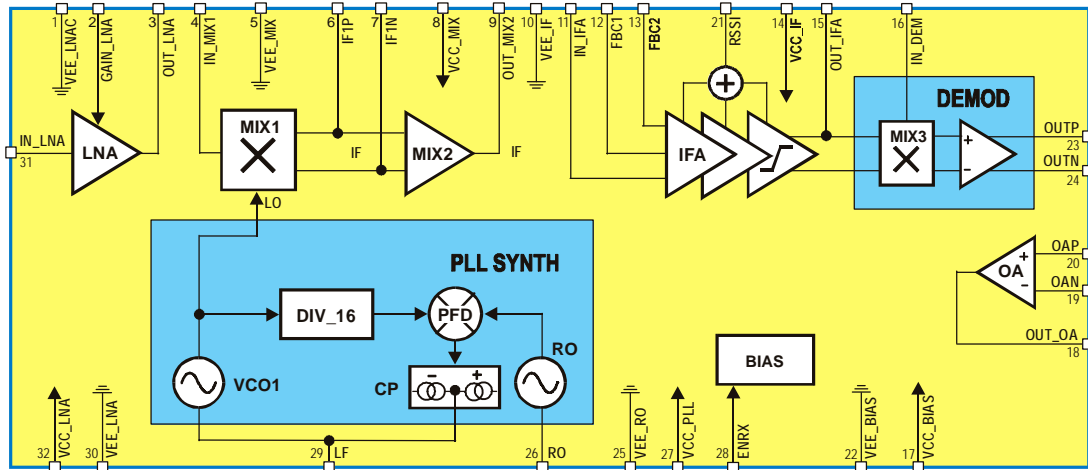 1 2 3 4 5 6 7 8 9 10 11 12 13 21 14 15 16
VEE_LNAC
GAIN_LNA
OUT_LNA
IN_MIX1
VEE_MIX
IF1P
IF1N
VCC_MIX
OUT_MIX2
VEE_IF
IN_IFA
FBC1
FBC2
RSSI
VCC_IF
OUT_IFA
IN_DEM
DEMOD
IN_LNA
31
LNA
MIX1
IF
MIX2
IF
IFA
+
MIX3
+
−
OUTP
23
OUTN
24
LO
PLL SYNTH
DIV_16
PFD
RO
VCO1
CP
− +
BIAS
OA
+
−
OAP
20
OAN
19
OUT_OA
18
32
VCC_LNA
30
VEE_LNA
29
LF
26
RO
25
VEE_RO
27
VCC_PLL
28
ENRX
22
VEE_BIAS
17
VCC_BIAS